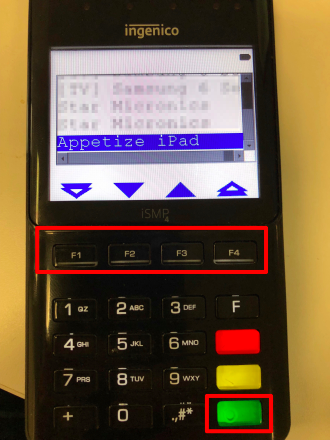 ingenico
[TV] Samsung 6 Se
Star Micronics
Star Micronics
Appetize iPad
iSMP4
F1 F2 F3 F4
1 QZ 2 ABC 3 DEF F
4 GHI 5 JKL 6 MNO
7 PRS 8 TUV 9 WXY
+ 0 .,#*